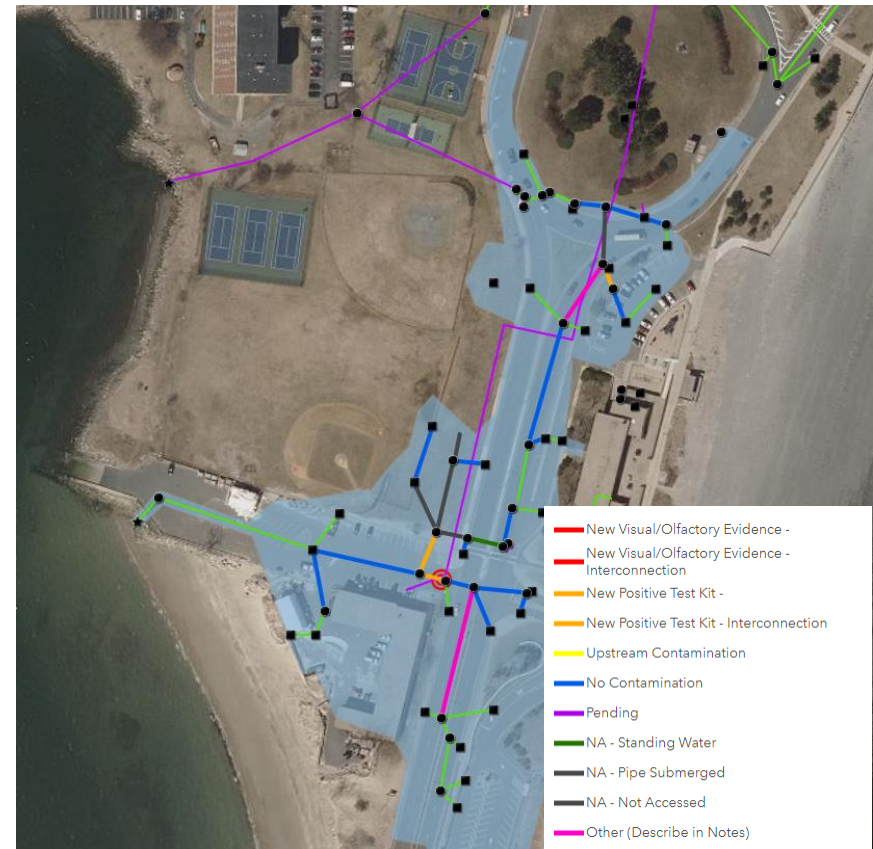 New Visual/Olfactory Evidence -
New Visual/Olfactory Evidence -
Interconnection
New Positive Test Kit -
New Positive Test Kit - Interconnection
Upstream Contamination
No Contamination
Pending
NA - Standing Water
NA - Pipe Submerged
NA - Not Accessed
Other (Describe in Notes)